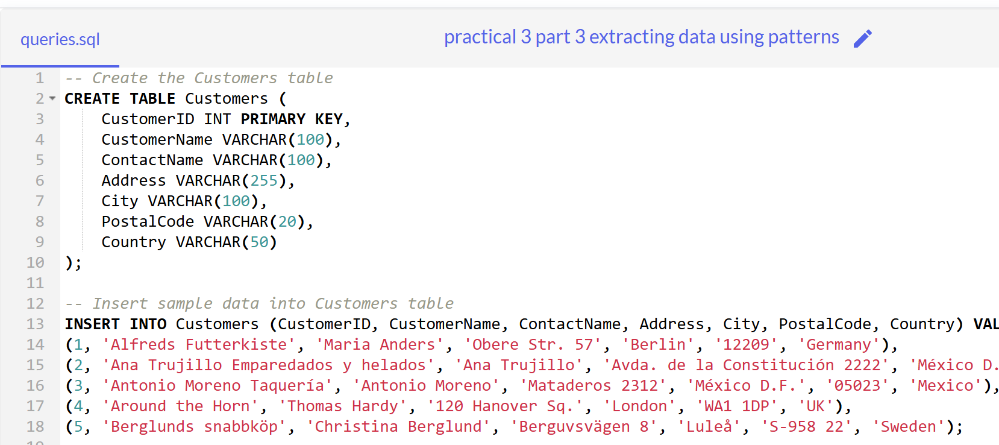 queries.sql
practical 3 part 3 extracting data using patterns
1 -- Create the Customers table
2 CREATE TABLE Customers (
3 CustomerID INT PRIMARY KEY,
4 CustomerName VARCHAR(100),
5 ContactName VARCHAR(100),
6 Address VARCHAR(255),
7 City VARCHAR(100),
8 PostalCode VARCHAR(20),
9 Country VARCHAR(50)
10 );
11
12 -- Insert sample data into Customers table
13 INSERT INTO Customers (CustomerID, CustomerName, ContactName, Address, City, PostalCode, Country) VAL
14 (1, 'Alfreds Futterkiste', 'Maria Anders', 'Obere Str. 57', 'Berlin', '12209', 'Germany'),
15 (2, 'Ana Trujillo Emparedados y helados', 'Ana Trujillo', 'Avda. de la Constitución 2222', 'México D.
16 (3, 'Antonio Moreno Taquería', 'Antonio Moreno', 'Mataderos 2312', 'México D.F.', '05023', 'Mexico'),
17 (4, 'Around the Horn', 'Thomas Hardy', '120 Hanover Sq.', 'London', 'WA1 1DP', 'UK'),
18 (5, 'Berglunds snabbköp', 'Christina Berglund', 'Berguvsvägen 8', 'Luleå', 'S-958 22', 'Sweden');